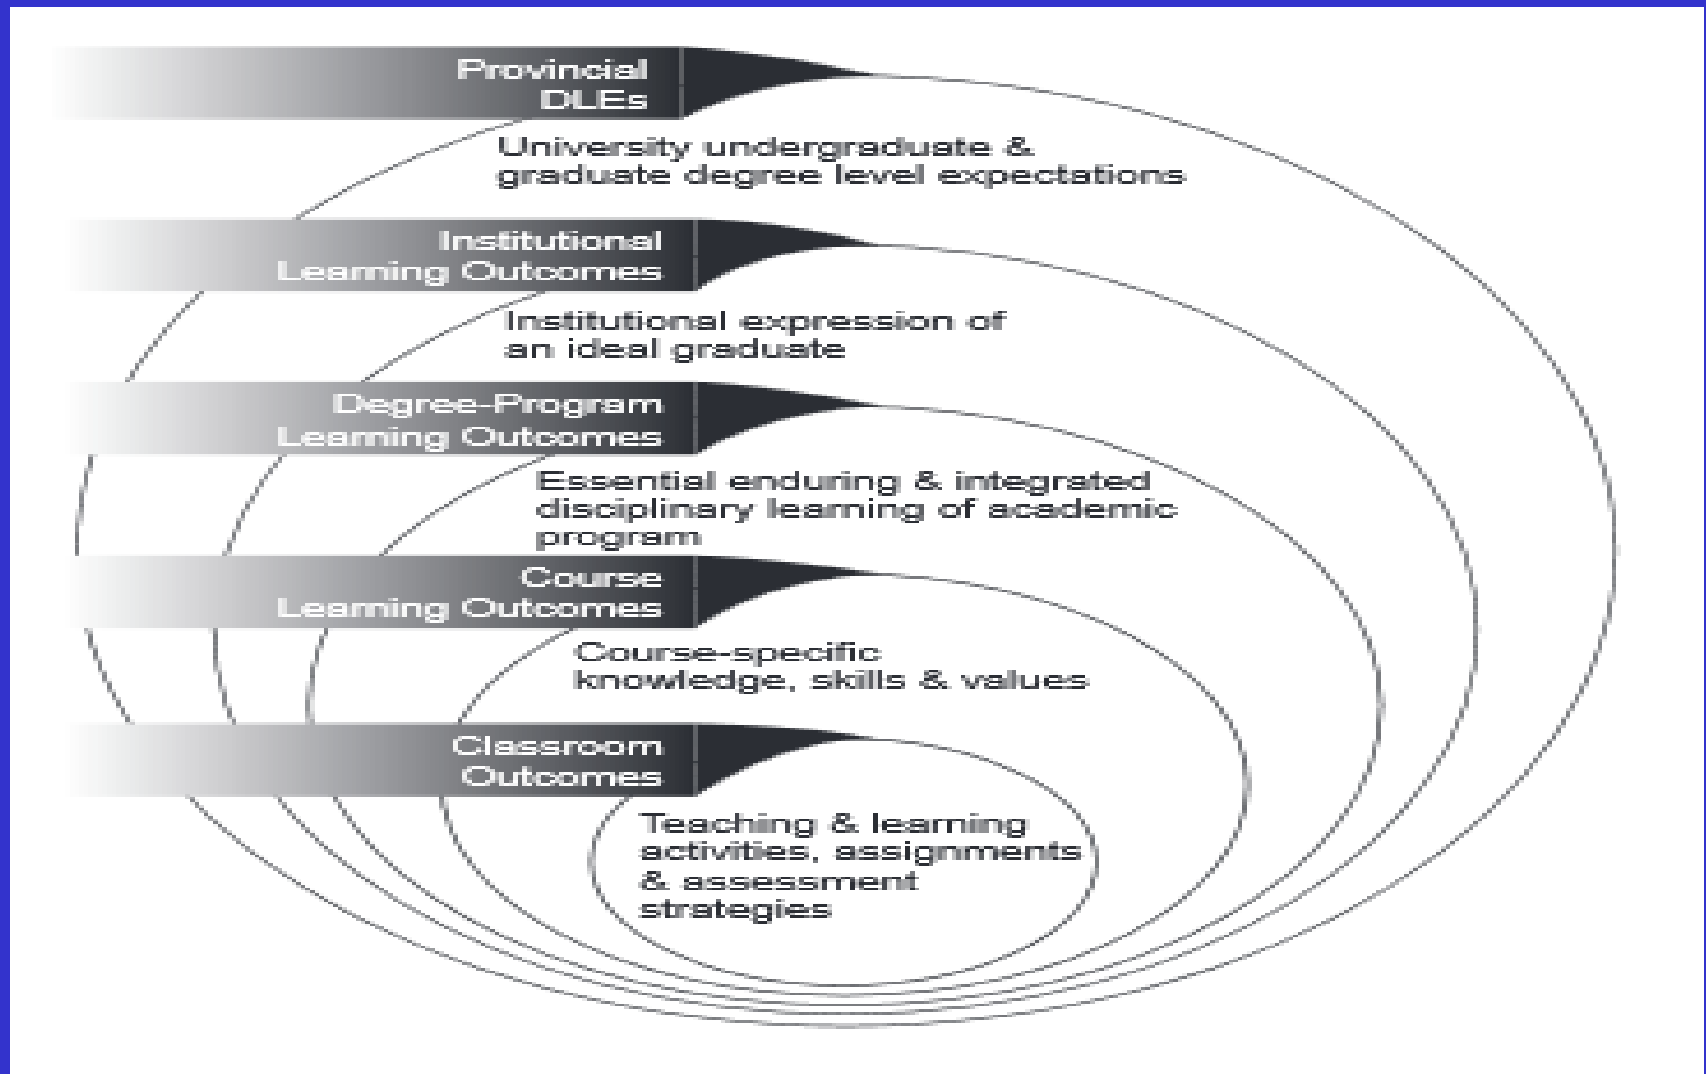 Provincial
DLEs
University undergraduate &
graduate degree level expectations
Institutional
Learning Outcomes
Institutional expression of
an ideal graduate
Degree-Program
Learning Outcomes
Essential enduring & integrated
disciplinary learning of academic
program
Course
Learning Outcomes
Course-specific
knowledge, skills & values
Classroom
Outcomes
Teaching & learning
activities, assignments
& assessment
strategies